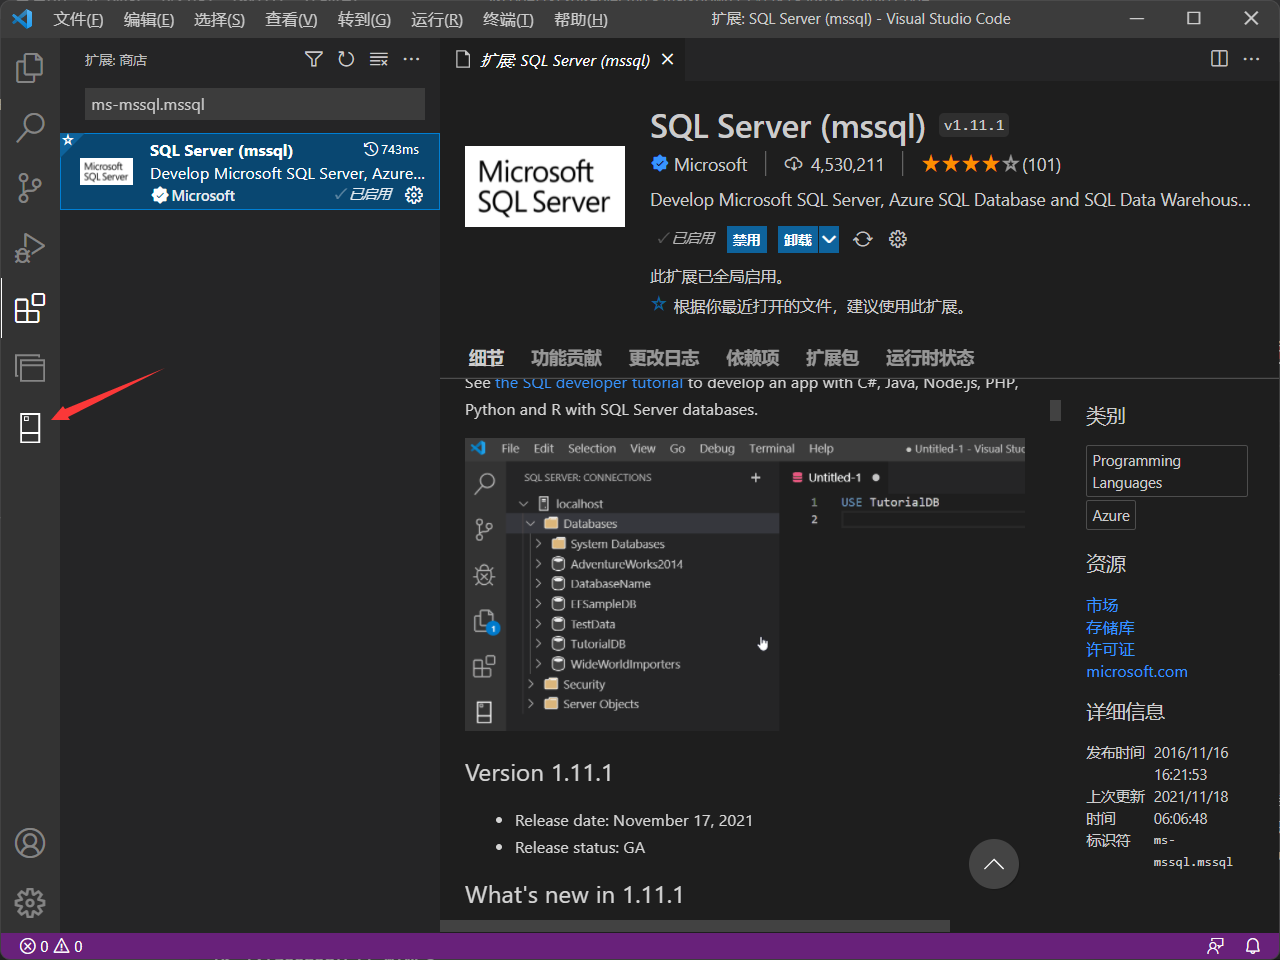 文件(F) 编辑(E) 选择(S) 查看(V) 转到(G) 运行(R) 终端(T) 帮助(H) 扩展: SQL Server (mssql) - Visual Studio Code
扩展: 商店
ms-mssql.mssql
SQL Server (mssql) 743ms
Develop Microsoft SQL Server, Azure...
Microsoft 已启用
Microsoft
SQL Server
扩展: SQL Server (mssql)
Microsoft
SQL Server
SQL Server (mssql) v1.11.1
Microsoft 4,530,211 (101)
Develop Microsoft SQL Server, Azure SQL Database and SQL Data Warehous...
已启用 禁用 卸载
此扩展已全局启用。
根据你最近打开的文件，建议使用此扩展。
细节 功能贡献 更改日志 依赖项 扩展包 运行时状态
See the SQL developer tutorial to develop an app with C#, Java, Node.js, PHP,
Python and R with SQL Server databases.
File Edit Selection View Go Debug Terminal Help ● Untitled-1 - Visual Stuc
SQL SERVER: CONNECTIONS
localhost
Databases
System Databases
AdventureWorks2014
DatabaseName
EFSampleDB
TestData
TutorialDB
WideWorldImporters
Security
Server Objects
1
Untitled-1
1 USE TutorialDB
2
Version 1.11.1
• Release date: November 17, 2021
• Release status: GA
What's new in 1.11.1
类别
Programming
Languages
Azure
资源
市场
存储库
许可证
microsoft.com
详细信息
发布时间 2016/11/16
16:21:53
上次更新 2021/11/18
时间 06:06:48
标识符 ms-
mssql.mssql
0 0